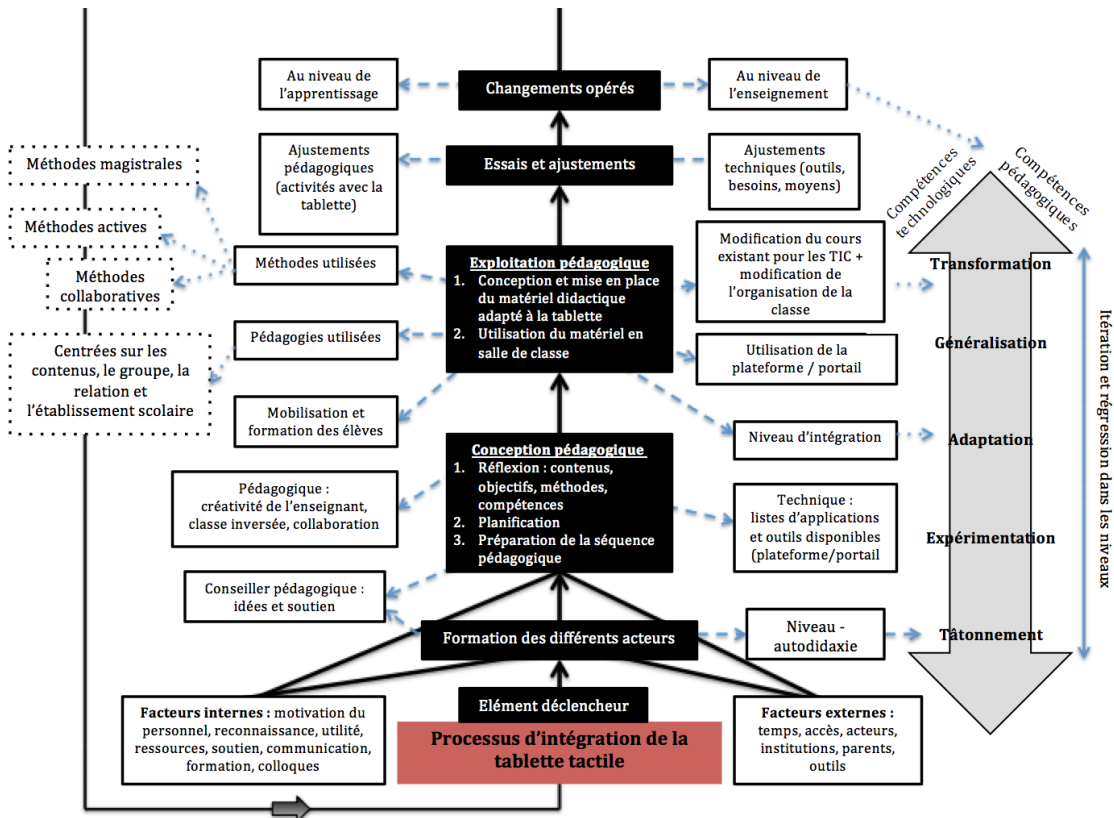 Au niveau de
l’apprentissage
Changements opérés
Au niveau de
l’enseignement
Méthodes magistrales
Ajustements
pédagogiques
(activités avec la
tablette)
Essais et ajustements
Ajustements
techniques (outils,
besoins, moyens)
Compétences
technologiques
Compétences
pédagogiques
Méthodes actives
Méthodes
collaboratives
Méthodes utilisées
Exploitation pédagogique
1. Conception et mise en place
du matériel didactique
adapté à la tablette
2. Utilisation du matériel en
salle de classe
Modification du cours
existant pour les TIC +
modification de
l’organisation de la
classe
Transformation
Centrées sur les
contenus, le groupe, la
relation et
l’établissement scolaire
Pédagogies utilisées
Utilisation de la
plateforme / portail
Généralisation
Itération et régression dans les niveaux
Mobilisation et
formation des élèves
Niveau d’intégration
Adaptation
Conception pédagogique
1. Réflexion : contenus,
objectifs, méthodes,
compétences
2. Planification
3. Préparation de la séquence
pédagogique
Pédagogique :
créativité de l’enseignant,
classe inversée, collaboration
Technique :
listes d’applications
et outils disponibles
(plateforme/portail
Expérimentation
Conseiller pédagogique :
idées et soutien
Formation des différents acteurs
Niveau -
autodidaxie
Tâtonnement
Elément déclencheur
Facteurs internes : motivation du
personnel, reconnaissance, utilité,
ressources, soutien, communication,
formation, colloques
Processus d’intégration de la
tablette tactile
Facteurs externes :
temps, accès, acteurs,
institutions, parents,
outils